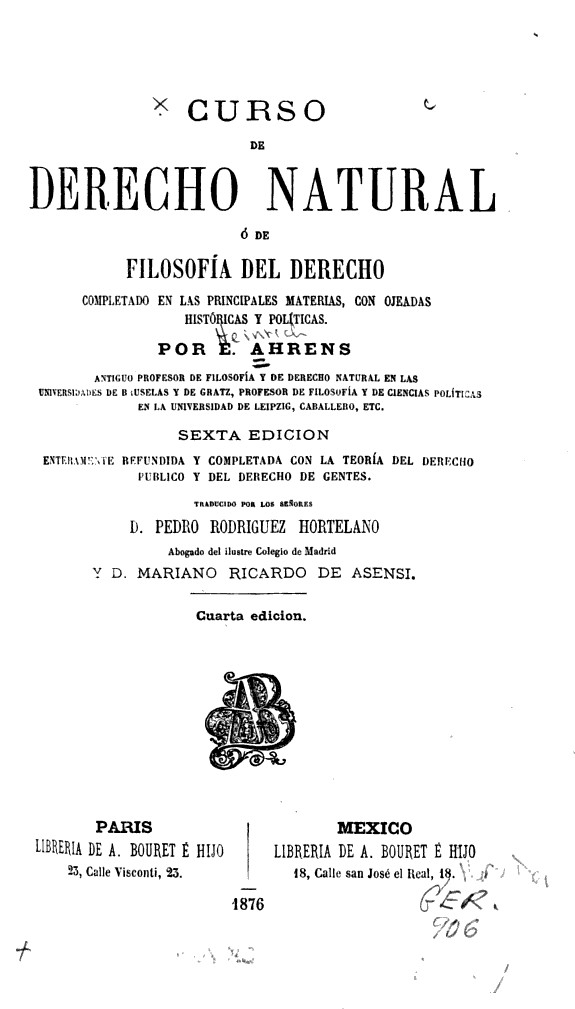 CURSO
DE
DERECHO NATURAL
Ó DE
FILOSOFÍA DEL DERECHO
COMPLETADO EN LAS PRINCIPALES MATERIAS, CON OJEADAS
HISTÓRICAS Y POLÍTICAS.
Heinrich
POR E. AHRENS
ANTIGUO PROFESOR DE FILOSOFÍA Y DE DERECHO NATURAL EN LAS
UNIVERSIDADES DE BRUSELAS Y DE GRATZ, PROFESOR DE FILOSOFÍA Y DE CIENCIAS POLÍTICAS
EN LA UNIVERSIDAD DE LEIPZIG, CABALLERO, ETC.
SEXTA EDICION
ENTERAMENTE REFUNDIDA Y COMPLETADA CON LA TEORÍA DEL DERECHO
PUBLICO Y DEL DERECHO DE GENTES.
TRADUCIDO POR LOS SEÑORES
D. PEDRO RODRIGUEZ HORTELANO
Abogado del ilustre Colegio de Madrid
Y D. MARIANO RICARDO DE ASENSI.
Cuarta edicion.
AB
PARIS
LIBRERIA DE A. BOURET É HIJO
23, Calle Visconti, 23.
MEXICO
LIBRERIA DE A. BOURET É HIJO
18, Calle san José el Real, 18.
1876
GER.
906